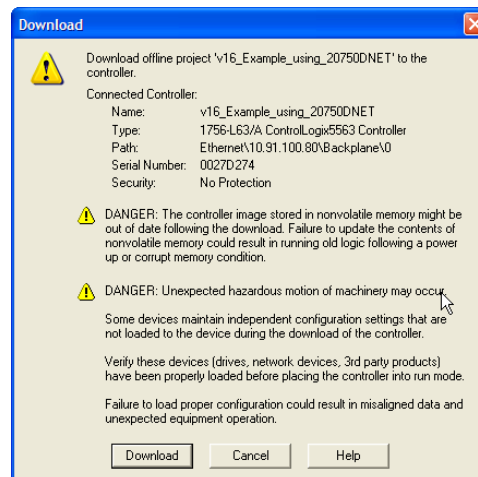 Download
Download offline project 'v16_Example_using_20750DNET' to the
controller.
Connected Controller:
Name: v16_Example_using_20750DNET
Type: 1756-L63/A ControlLogix5563 Controller
Path: Ethernet\10.91.100.80\Backplane\0
Serial Number: 0027D274
Security: No Protection
DANGER: The controller image stored in nonvolatile memory might be
out of date following the download. Failure to update the contents of
nonvolatile memory could result in running old logic following a power
up or corrupt memory condition.
DANGER: Unexpected hazardous motion of machinery may occur.
Some devices maintain independent configuration settings that are
not loaded to the device during the download of the controller.
Verify these devices (drives, network devices, 3rd party products)
have been properly loaded before placing the controller into run mode.
Failure to load proper configuration could result in misaligned data and
unexpected equipment operation.
Download Cancel Help